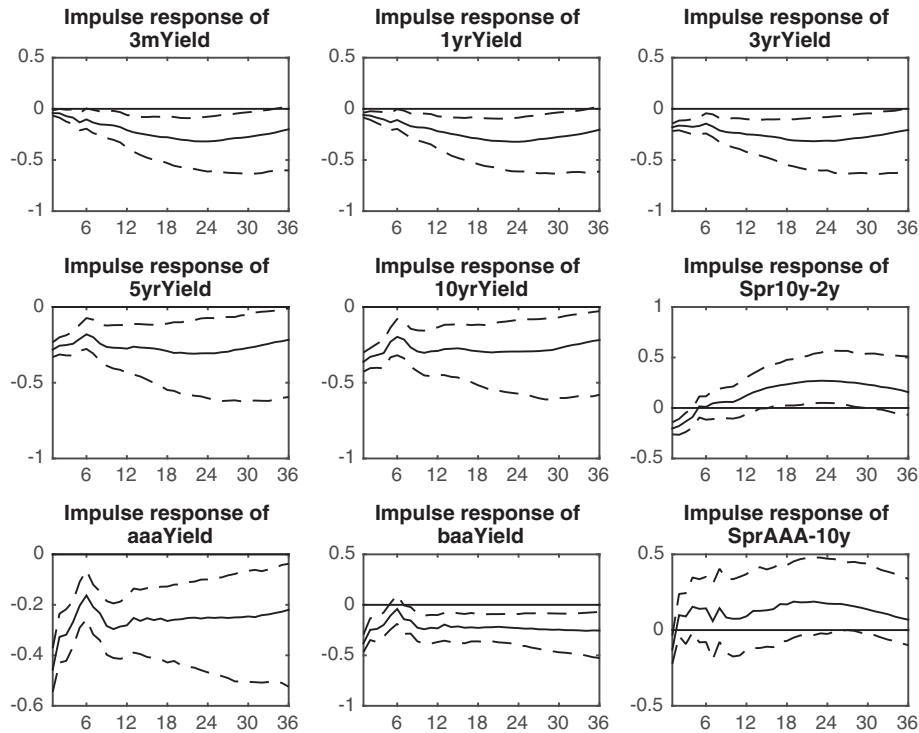 Impulse response of
3mYield
0.5
0
-0.5
-1
6 12 18 24 30 36
Impulse response of
1yrYield
0.5
0
-0.5
-1
6 12 18 24 30 36
Impulse response of
3yrYield
0.5
0
-0.5
-1
6 12 18 24 30 36
Impulse response of
5yrYield
0
-0.5
-1
6 12 18 24 30 36
Impulse response of
10yrYield
0
-0.5
-1
6 12 18 24 30 36
Impulse response of
Spr10y-2y
1
0.5
0
-0.5
6 12 18 24 30 36
Impulse response of
aaaYield
0
-0.2
-0.4
-0.6
6 12 18 24 30 36
Impulse response of
baaYield
0.5
0
-0.5
-1
6 12 18 24 30 36
Impulse response of
SprAAA-10y
0.5
0
-0.5
6 12 18 24 30 36